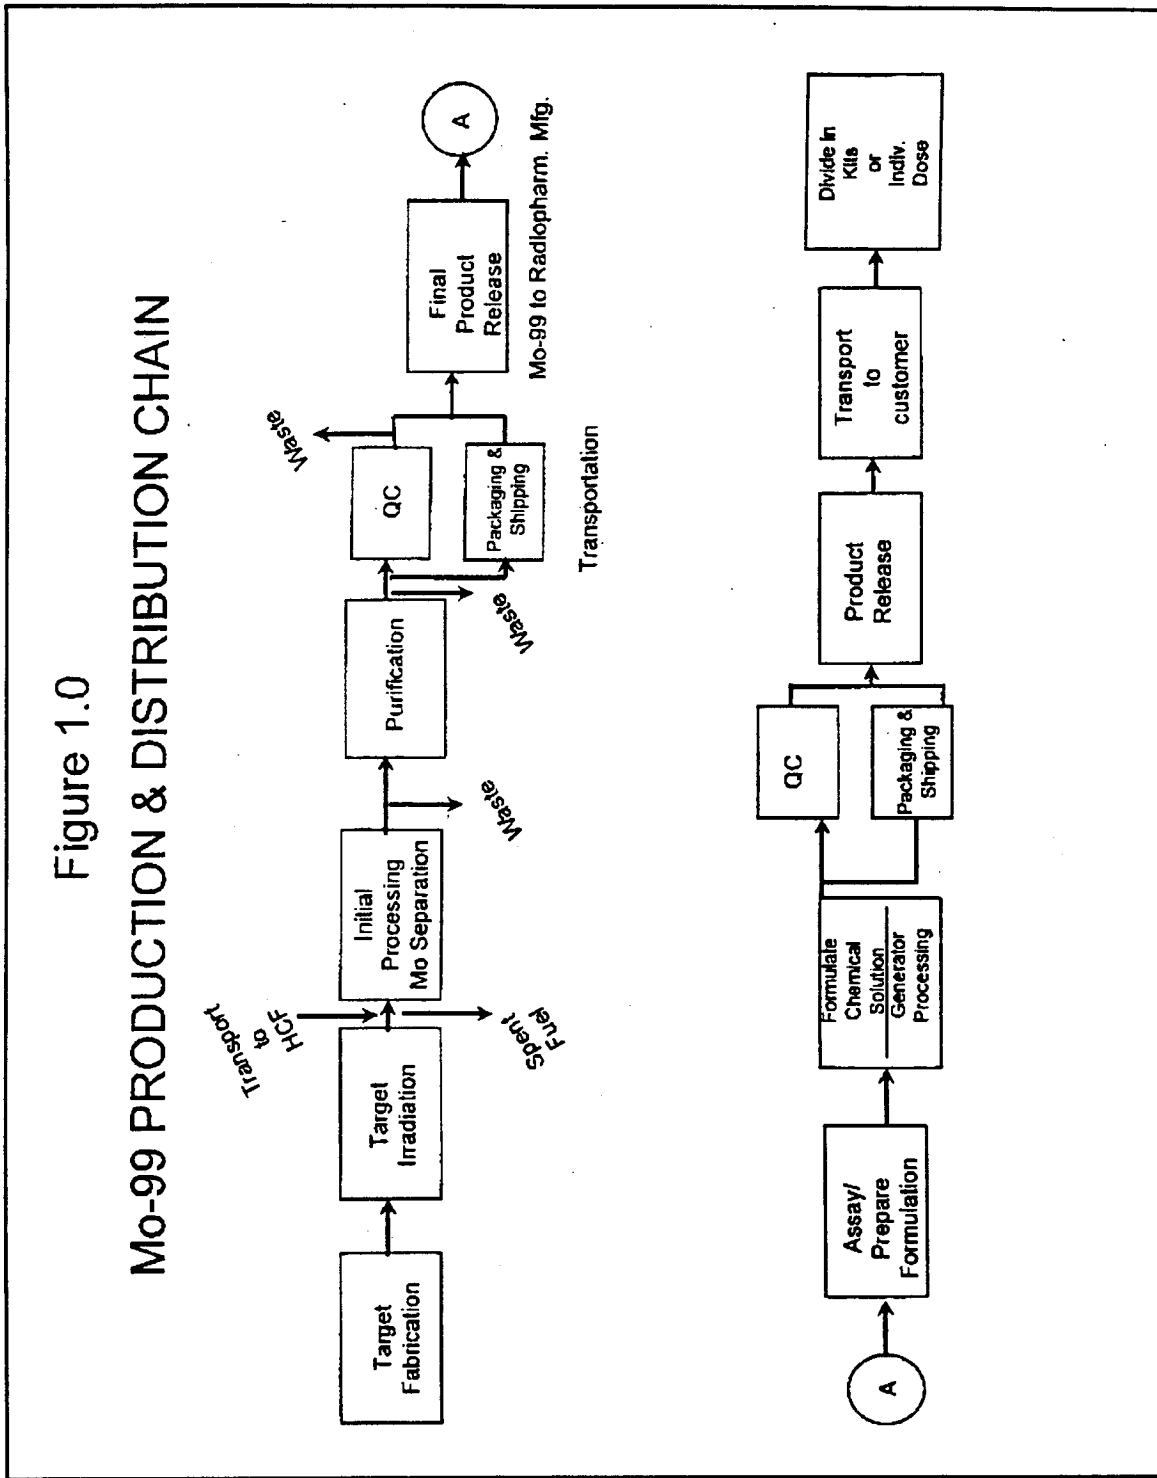 Figure 1.0
Mo-99 PRODUCTION & DISTRIBUTION CHAIN
Target
Fabrication
Target
Irradiation
Transport
to
HCF
Spent
Fuel
Initial
Processing
Mo Separation
Waste
Purification
Waste
QC
Waste
Packaging &
Shipping
Transportation
Final
Product
Release
Mo-99 to Radiopharm. Mfg.
A
A
Assay/
Prepare
Formulation
Formulate
Chemical
Solution
Generator
Processing
QC
Packaging &
Shipping
Product
Release
Transport
to
customer
Divide in
Kits
or
Indiv.
Dose